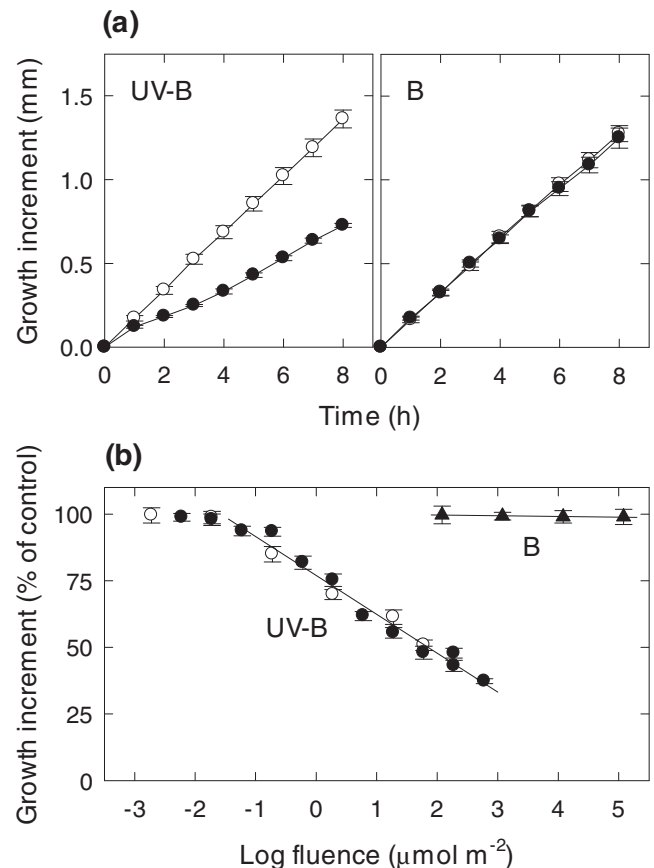 (a)
UV-B
B
1.5
1.0
0.5
0.0
Growth increment (mm)
0 2 4 6 8 0 2 4 6 8
Time (h)
(b)
100
75
50
25
0
Growth increment (% of control)
B
UV-B
-3 -2 -1 0 1 2 3 4 5
Log fluence (μmol m⁻²)